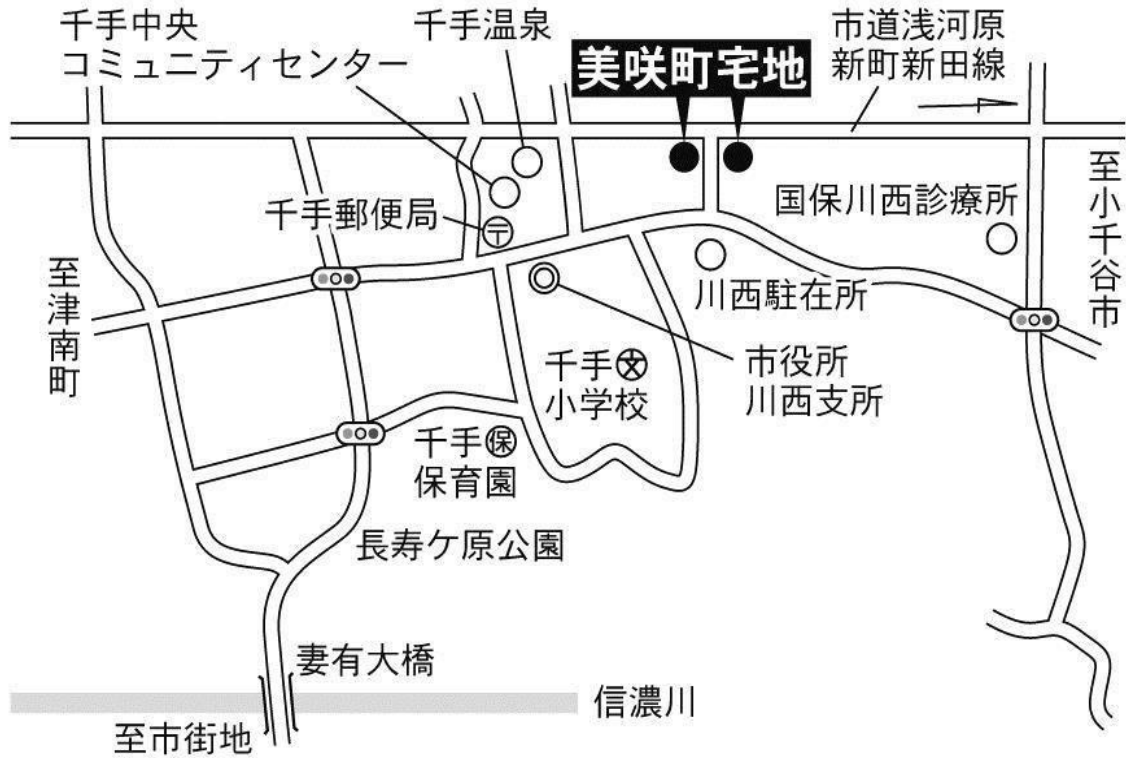 千手中央
コミュニティセンター
千手温泉
美咲町宅地
市道浅河原
新町新田線
至小千谷市
千手郵便局
〒
国保川西診療所
至津南町
川西駐在所
市役所
川西支所
千手文
小学校
千手保
保育園
長寿ケ原公園
妻有大橋
信濃川
至市街地